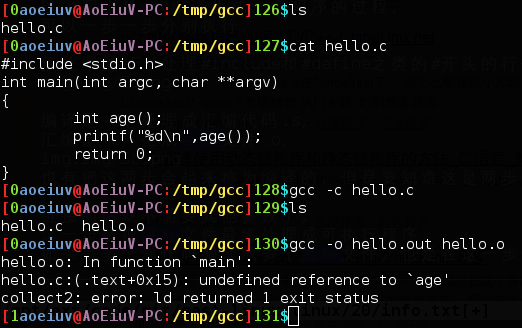 [0aoeiuv@AoEiuV-PC:/tmp/gcc]126$ls
hello.c
[0aoeiuv@AoEiuV-PC:/tmp/gcc]127$cat hello.c
#include <stdio.h>
int main(int argc, char **argv)
{
        int age();
        printf("%d\n",age());
        return 0;
}
[0aoeiuv@AoEiuV-PC:/tmp/gcc]128$gcc -c hello.c
[0aoeiuv@AoEiuV-PC:/tmp/gcc]129$ls
hello.c  hello.o
[0aoeiuv@AoEiuV-PC:/tmp/gcc]130$gcc -o hello.out hello.o
hello.o: In function `main':
hello.c:(.text+0x15): undefined reference to `age'
collect2: error: ld returned 1 exit status
[1aoeiuv@AoEiuV-PC:/tmp/gcc]131$ inux/20/info.txt[+]